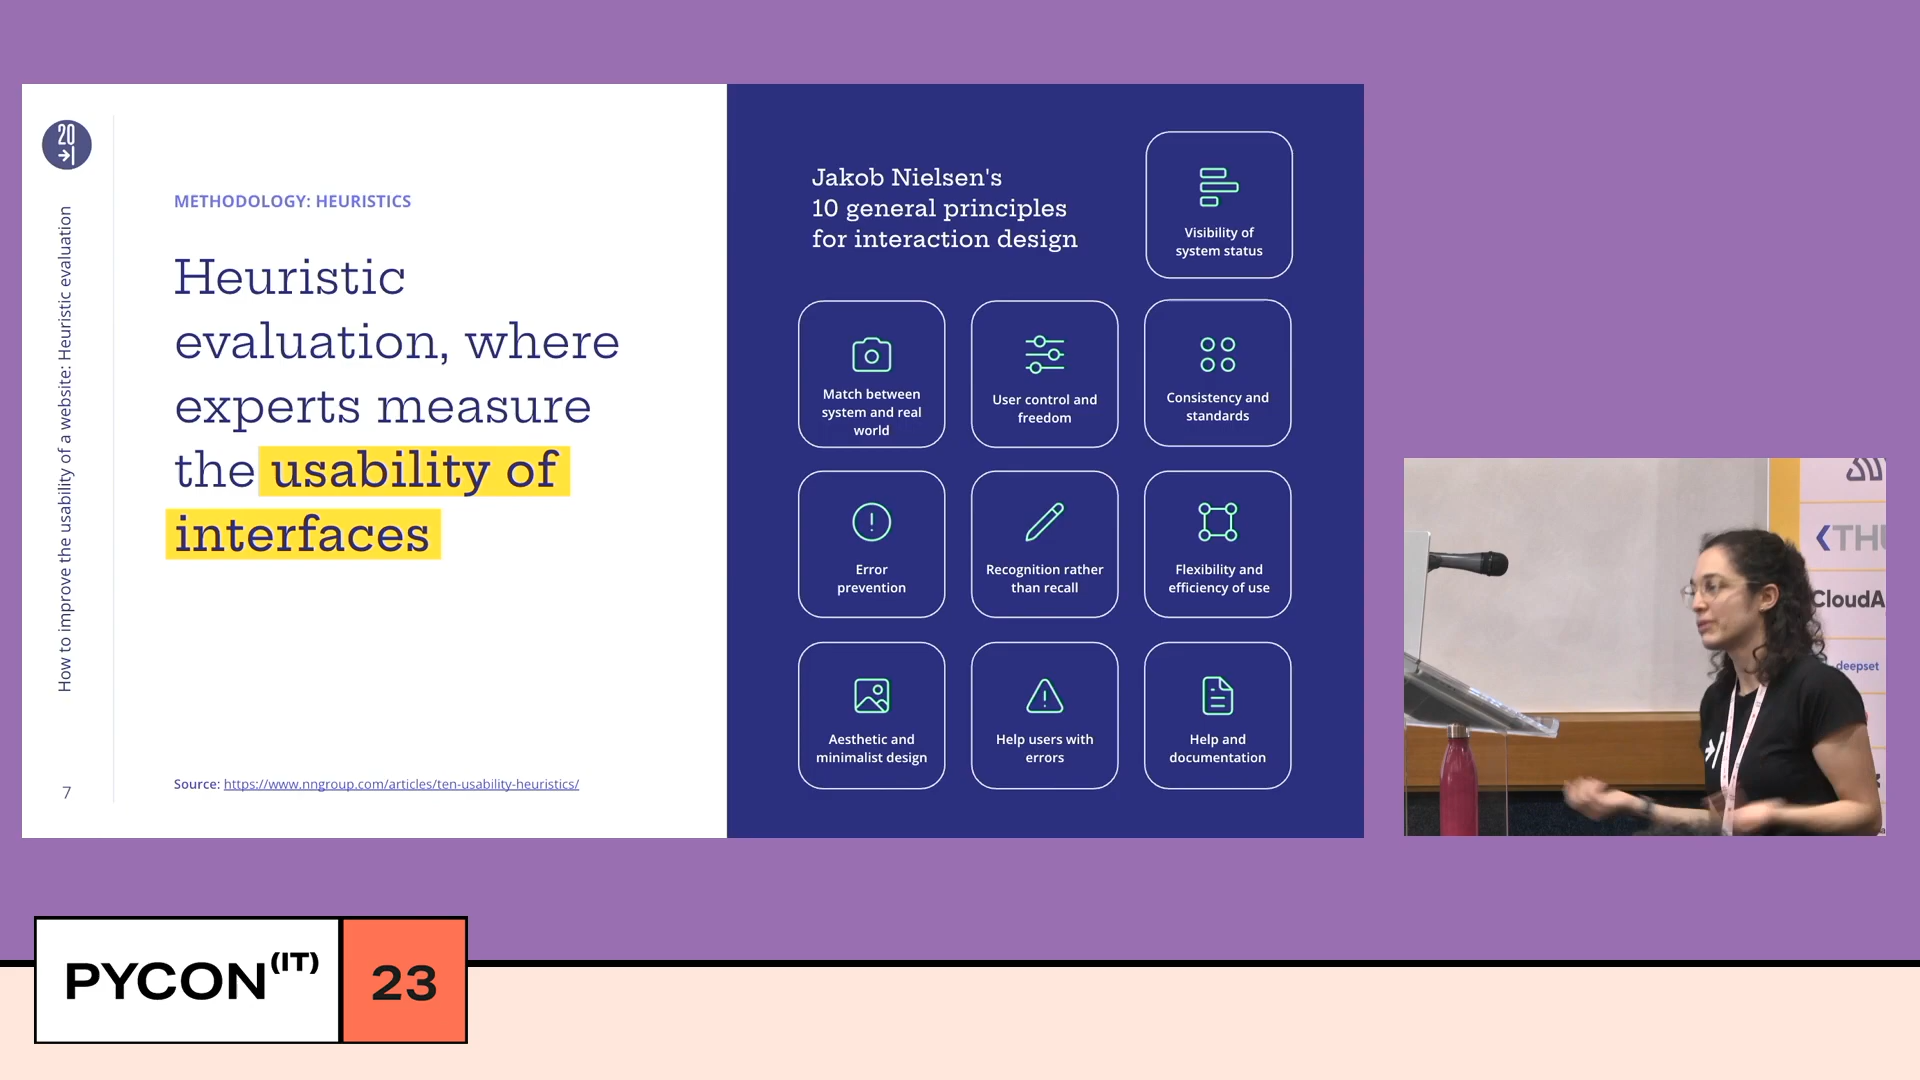 20
How to improve the usability of a website: Heuristic evaluation
7
METHODOLOGY: HEURISTICS
Heuristic
evaluation, where
experts measure
the usability of
interfaces
Source: https://www.nngroup.com/articles/ten-usability-heuristics/
Jakob Nielsen's
10 general principles
for interaction design
Visibility of
system status
Match between
system and real
world
User control and
freedom
Consistency and
standards
Error
prevention
Recognition rather
than recall
Flexibility and
efficiency of use
Aesthetic and
minimalist design
Help users with
errors
Help and
documentation
CloudA
deepset
PYCON(IT) 23